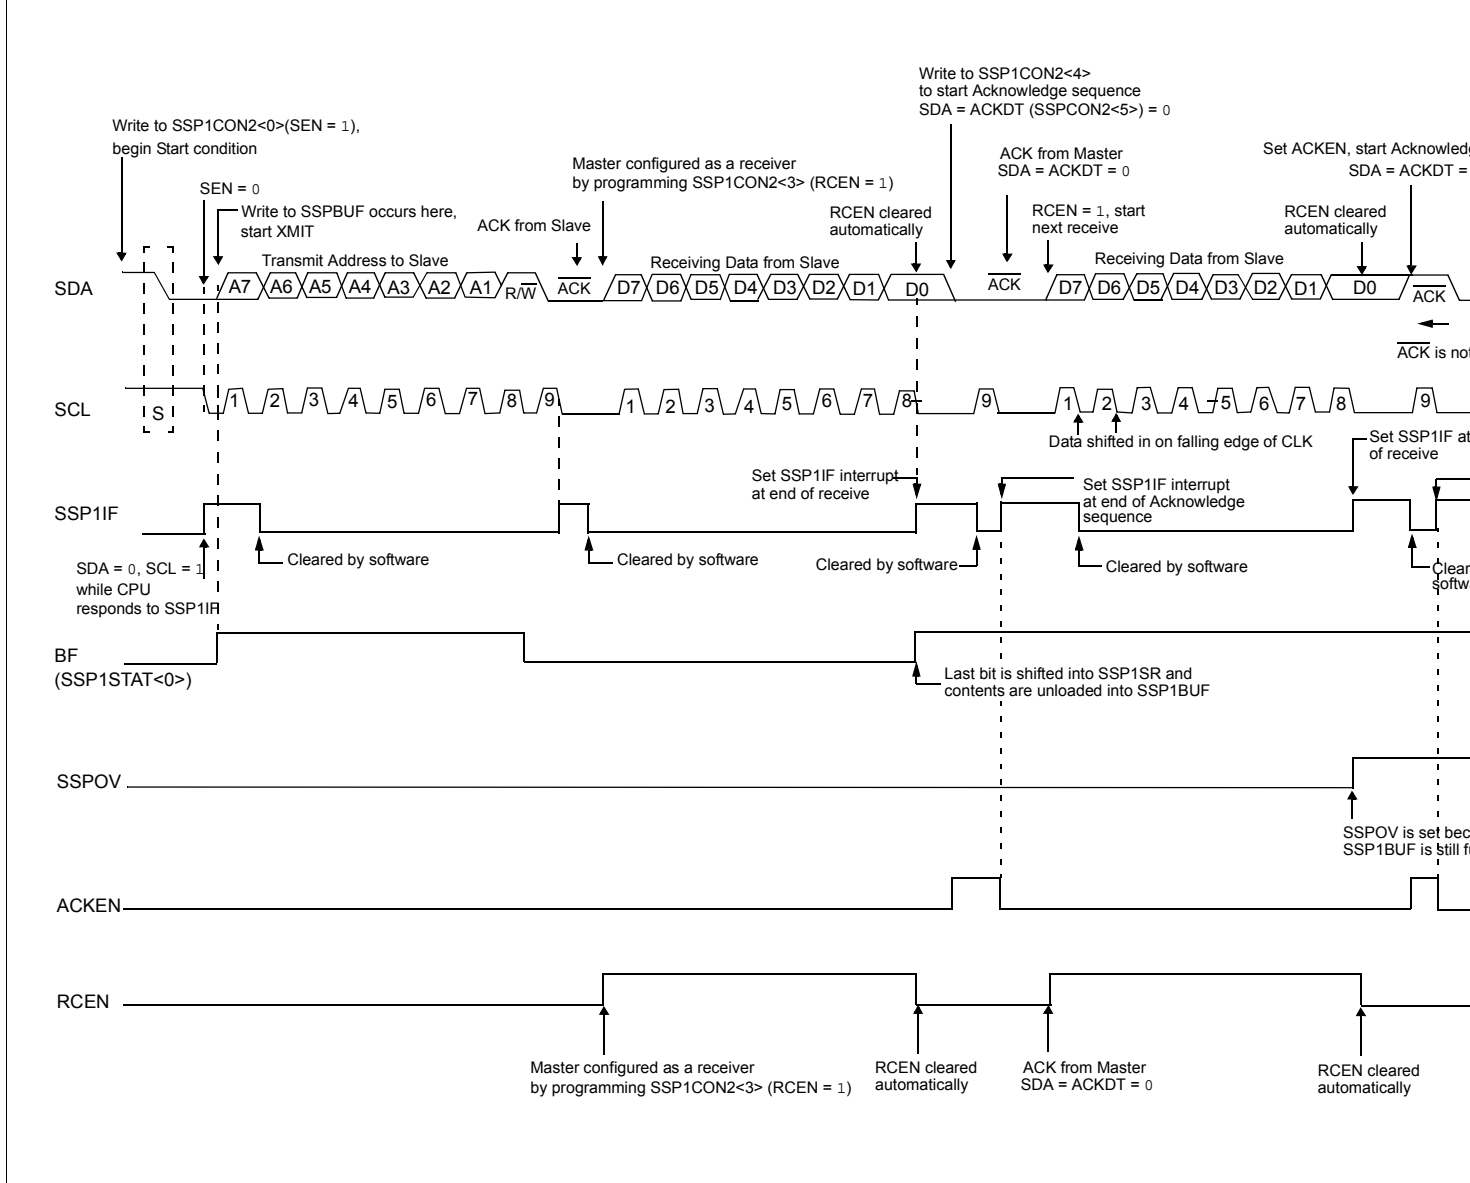 Write to SSP1CON2<4>
to start Acknowledge sequence
SDA = ACKDT (SSPCON2<5>) = 0
Write to SSP1CON2<0>(SEN = 1),
begin Start condition
Master configured as a receiver
by programming SSP1CON2<3> (RCEN = 1)
ACK from Master
SDA = ACKDT = 0
Set ACKEN, start Acknowledg
SDA = ACKDT =
SEN = 0
Write to SSPBUF occurs here,
start XMIT
ACK from Slave
RCEN cleared
automatically
RCEN = 1, start
next receive
RCEN cleared
automatically
Transmit Address to Slave
Receiving Data from Slave
Receiving Data from Slave
SDA
A7 A6 A5 A4 A3 A2 A1 R/W ACK D7 D6 D5 D4 D3 D2 D1 D0 ACK D7 D6 D5 D4 D3 D2 D1 D0 ACK
ACK is not
SCL
S
1 2 3 4 5 6 7 8 9 1 2 3 4 5 6 7 8 9 1 2 3 4 5 6 7 8 9
Data shifted in on falling edge of CLK
Set SSP1IF at
of receive
Set SSP1IF interrupt
at end of receive
Set SSP1IF interrupt
at end of Acknowledge
sequence
SSP1IF
Cleared by software
Cleared by software
Cleared by software
Cleared by software
Clear
softw
SDA = 0, SCL = 1
while CPU
responds to SSP1IF
BF
(SSP1STAT<0>)
Last bit is shifted into SSP1SR and
contents are unloaded into SSP1BUF
SSPOV
SSPOV is set bec
SSP1BUF is still fu
ACKEN
RCEN
Master configured as a receiver
by programming SSP1CON2<3> (RCEN = 1)
RCEN cleared
automatically
ACK from Master
SDA = ACKDT = 0
RCEN cleared
automatically